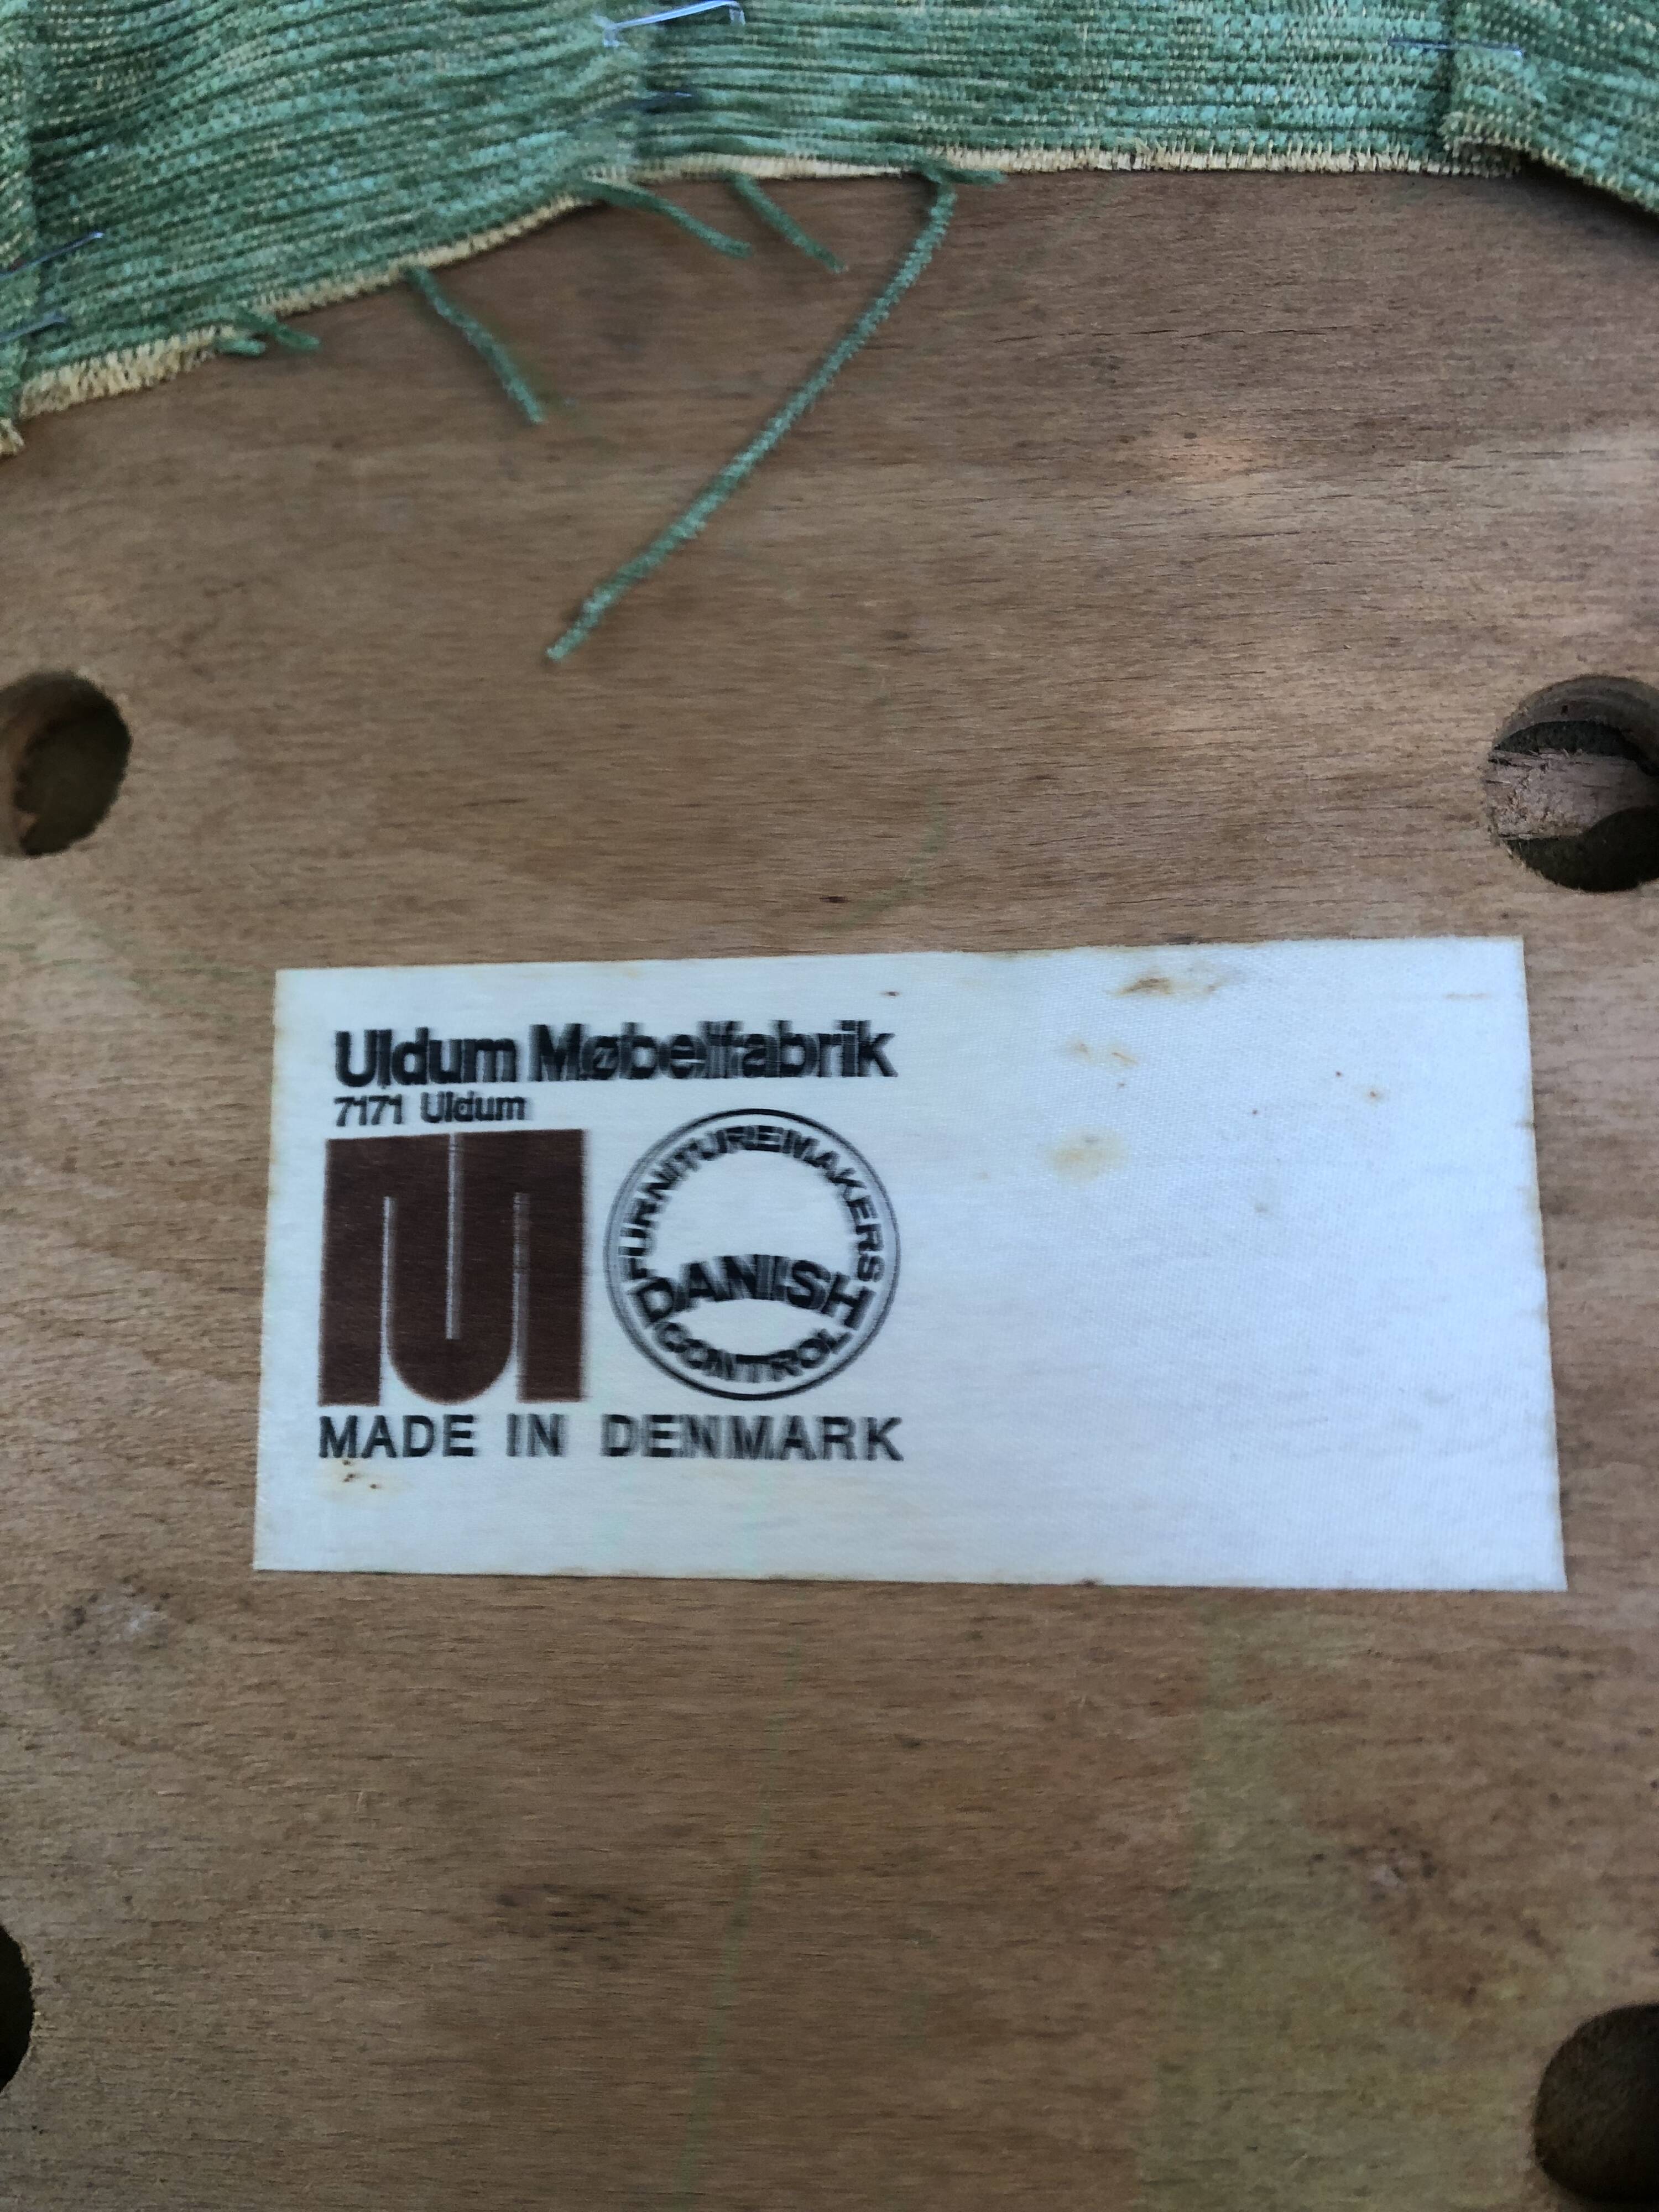 Uldum Møbelfabrik
7171 Uldum
FURNITUREMAKERS
DANISH
CONTROL
MADE IN DENMARK